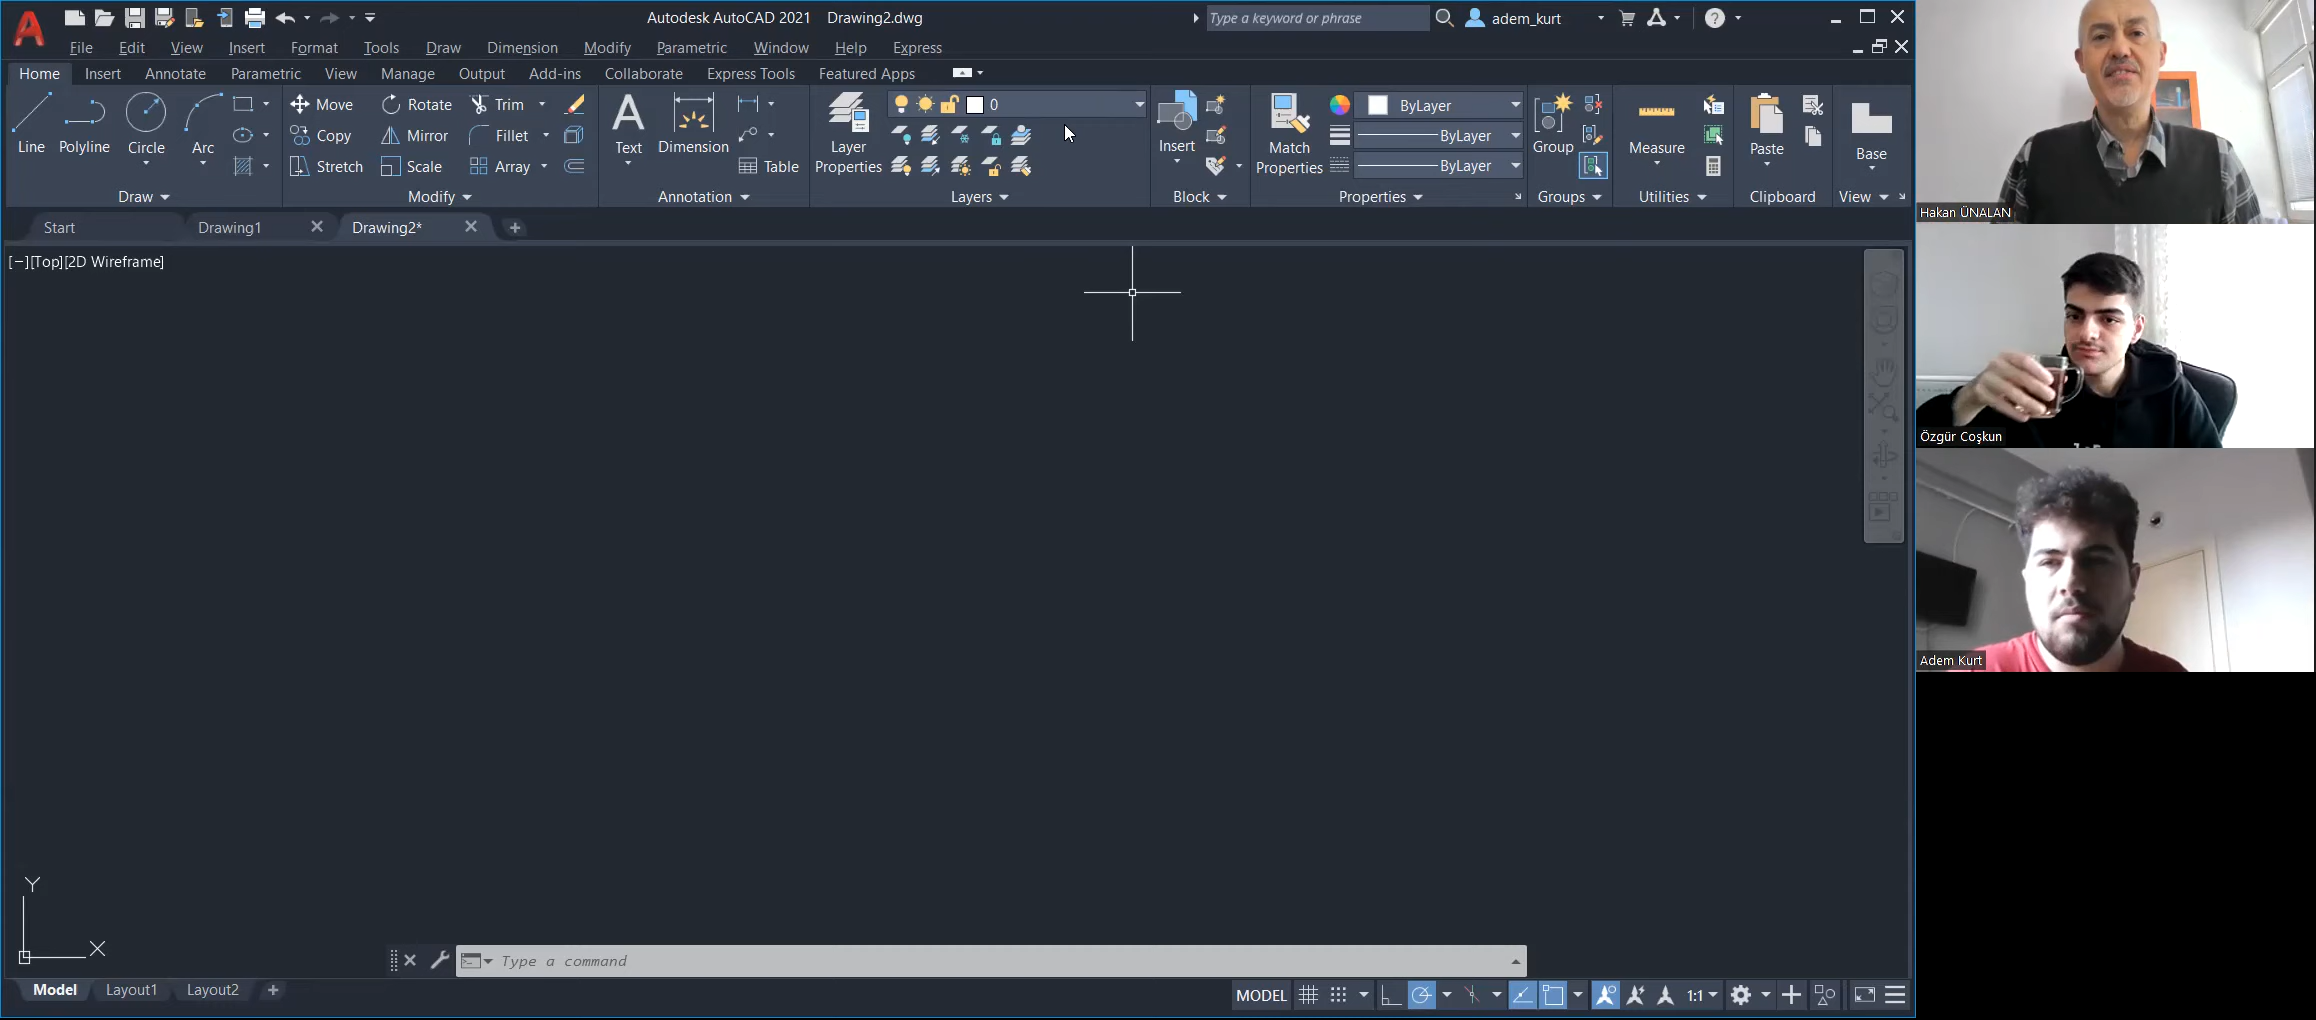 Autodesk AutoCAD 2021 Drawing2.dwg
Type a keyword or phrase
adem_kurt
File Edit View Insert Format Tools Draw Dimension Modify Parametric Window Help Express
Home Insert Annotate Parametric View Manage Output Add-ins Collaborate Express Tools Featured Apps
Line Polyline Circle Arc
Move Rotate Trim
Copy Mirror Fillet
Stretch Scale Array
Text Dimension Table
Layer Properties
0
Insert
Match Properties
ByLayer
ByLayer
ByLayer
Group
Measure
Paste
Base
Draw Modify Annotation Layers Block Properties Groups Utilities Clipboard View
Start Drawing1 Drawing2*
[−][Top][2D Wireframe]
Y
X
Type a command
Model Layout1 Layout2
MODEL 1:1
Hakan ÜNALAN
Özgür Coşkun
Adem Kurt